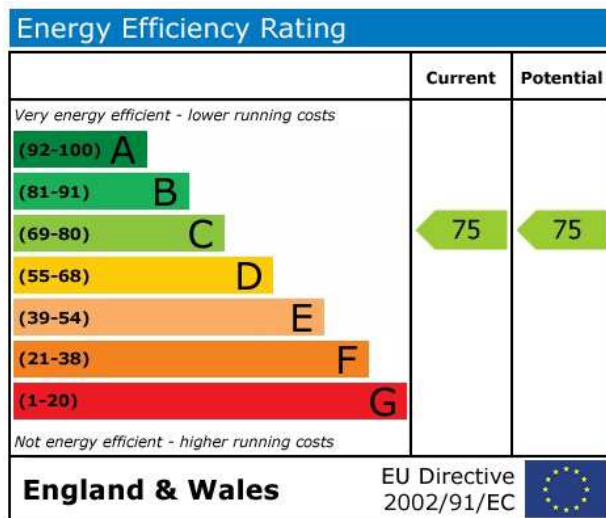 Energy Efficiency Rating
Current Potential
Very energy efficient - lower running costs
(92-100) A
(81-91) B
(69-80) C 75 75
(55-68) D
(39-54) E
(21-38) F
(1-20) G
Not energy efficient - higher running costs
England & Wales EU Directive
2002/91/EC